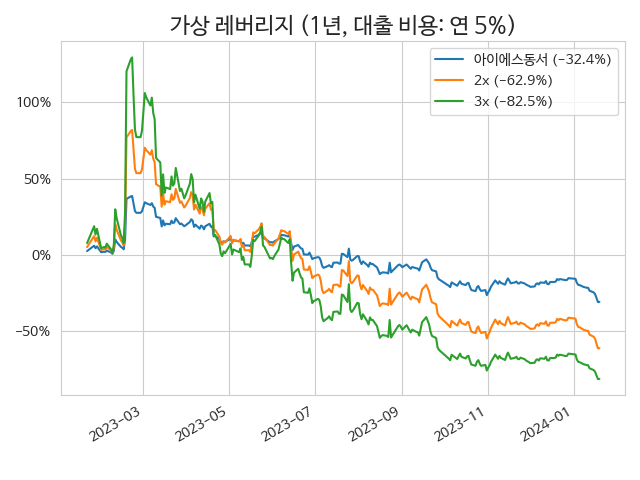 가상 레버리지 (1년, 대출 비용: 연 5%)
아이에스동서 (-32.4%)
2x (-62.9%)
3x (-82.5%)
100%
50%
0%
-50%
2023-03
2023-05
2023-07
2023-09
2023-11
2024-01